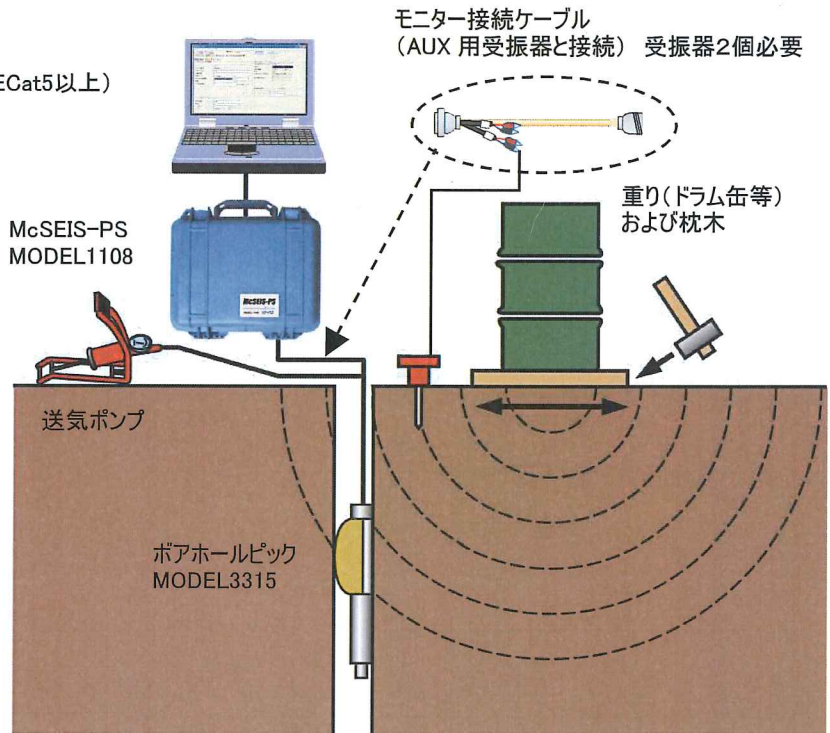 モニター接続ケーブル
(AUX 用受振器と接続) 受振器2個必要
ECat5以上)
重り(ドラム缶等)
および枕木
McSEIS-PS
MODEL1108
McSEIS-PS
送気ポンプ
ボアホールピック
MODEL3315